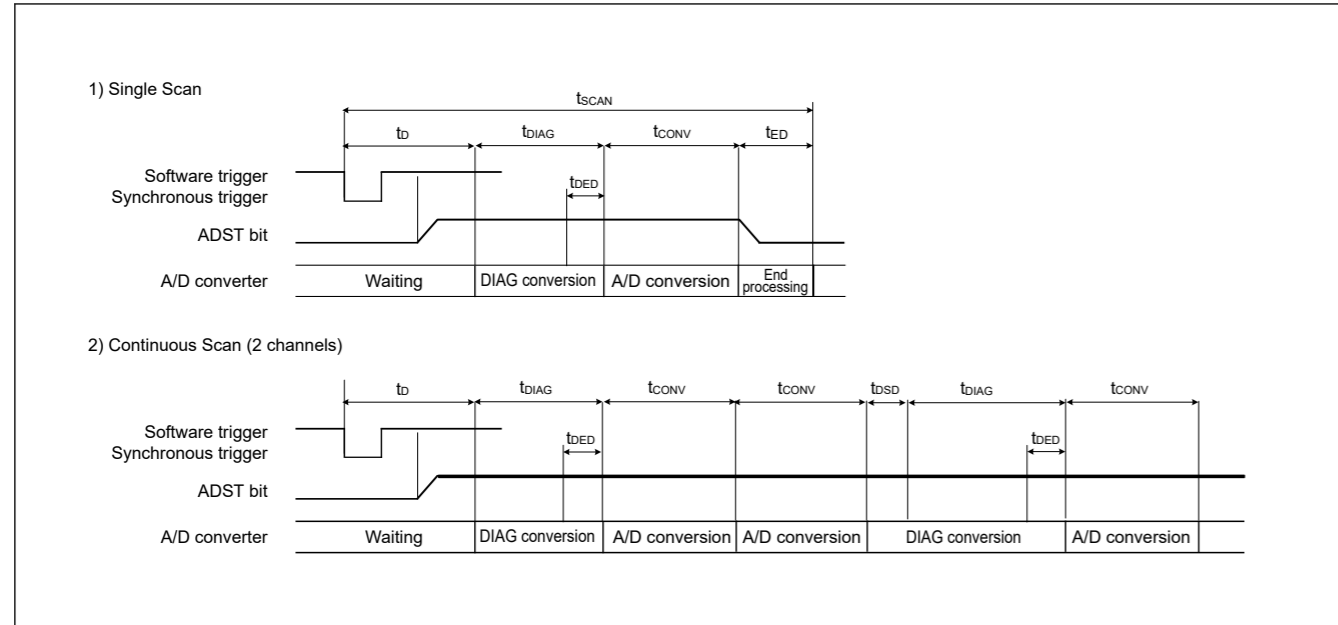 1) Single Scan
tSCAN
tD tDIAG tCONV tED
Software trigger
Synchronous trigger
tDED
ADST bit
A/D converter Waiting DIAG conversion A/D conversion End processing
2) Continuous Scan (2 channels)
tD tDIAG tCONV tCONV tDSD tDIAG tCONV
Software trigger
Synchronous trigger
tDED tDED
ADST bit
A/D converter Waiting DIAG conversion A/D conversion A/D conversion DIAG conversion A/D conversion